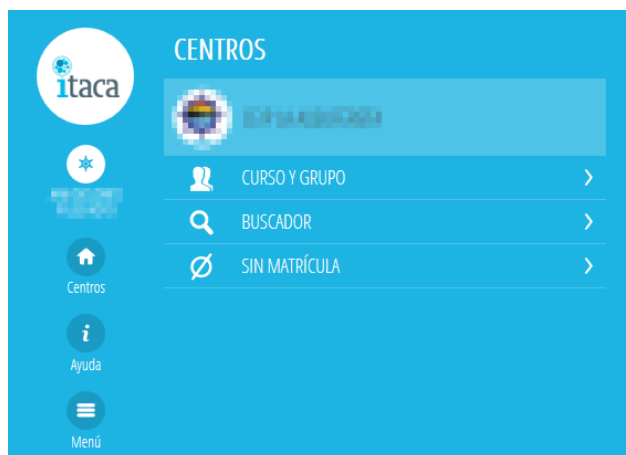 itaca
CENTROS
CURSO Y GRUPO
BUSCADOR
SIN MATRÍCULA
Centros
Ayuda
Menú